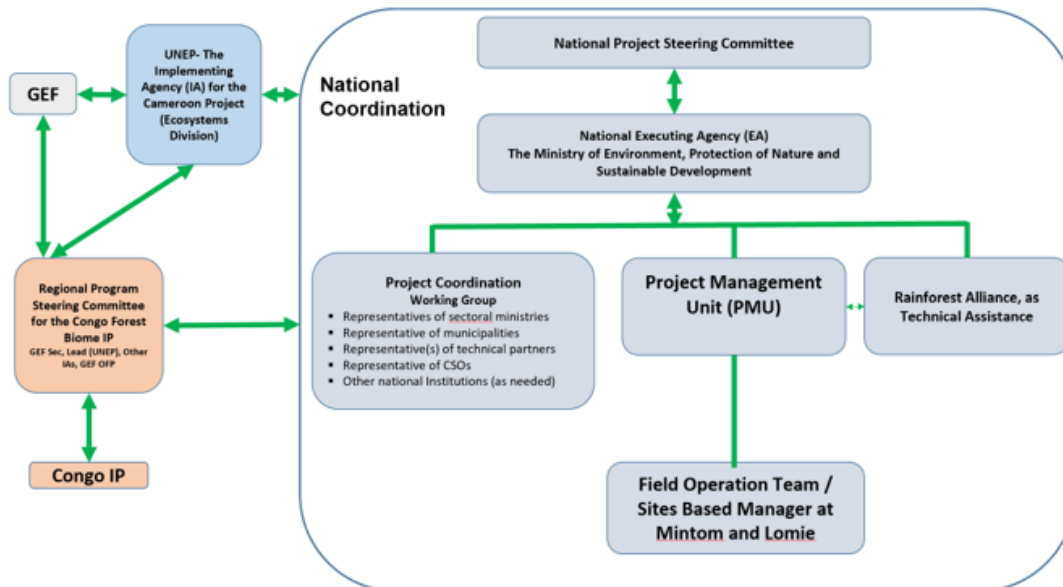 GEF
UNEP- The
Implementing
Agency (IA) for the
Cameroon Project
(Ecosystems
Division)
Regional Program
Steering Committee
for the Congo Forest
Biome IP
GEF Sec, Lead (UNEP), Other
IAs, GEF OFP
Congo IP
National
Coordination
National Project Steering Committee
National Executing Agency (EA)
The Ministry of Environment, Protection of Nature and
Sustainable Development
Project Coordination
Working Group
▪ Representatives of sectoral ministries
▪ Representative of municipalities
▪ Representative(s) of technical partners
▪ Representative of CSOs
▪ Other national Institutions (as needed)
Project Management
Unit (PMU)
Rainforest Alliance, as
Technical Assistance
Field Operation Team /
Sites Based Manager at
Mintom and Lomie